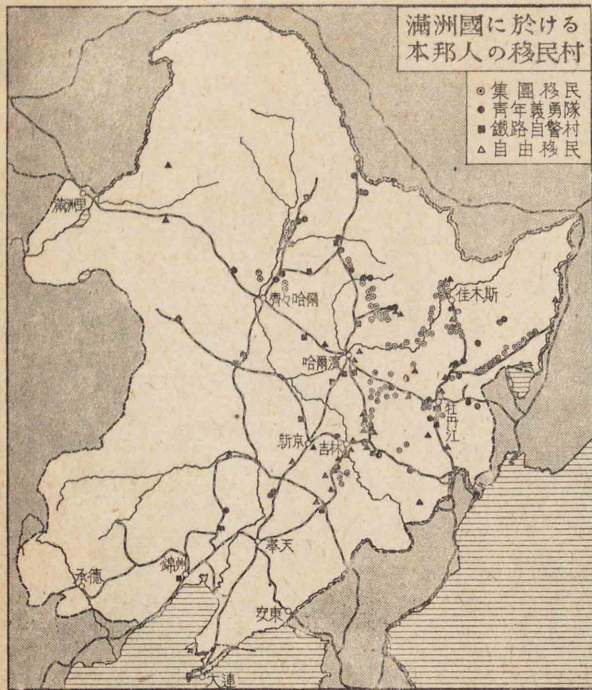 滿洲國に於ける
本邦人の移民村
◉ 集團移民
● 靑年義勇隊
■ 鐵路自警村
△ 自由移民
滿洲里
齊々哈爾
佳木斯
哈爾濱
牡丹江
新京
吉林
奉天
錦州
承德
安東
大連